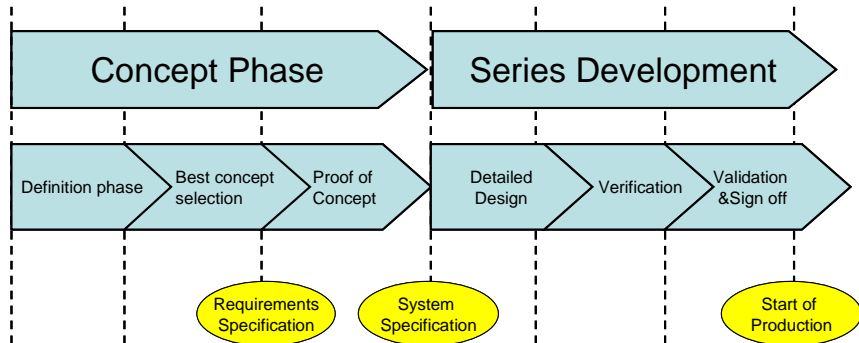 Concept Phase
Series Development
Definition phase
Best concept
selection
Proof of
Concept
Detailed
Design
Verification
Validation
&Sign off
Requirements
Specification
System
Specification
Start of
Production